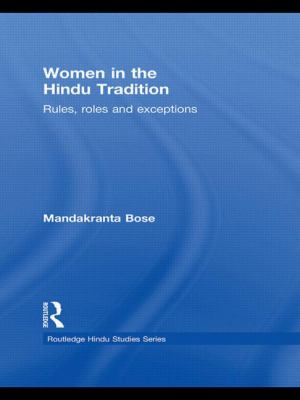 Women in the
Hindu Tradition
Rules, roles and exceptions
Mandakranta Bose
ROUTLEDGE
Routledge Hindu Studies Series